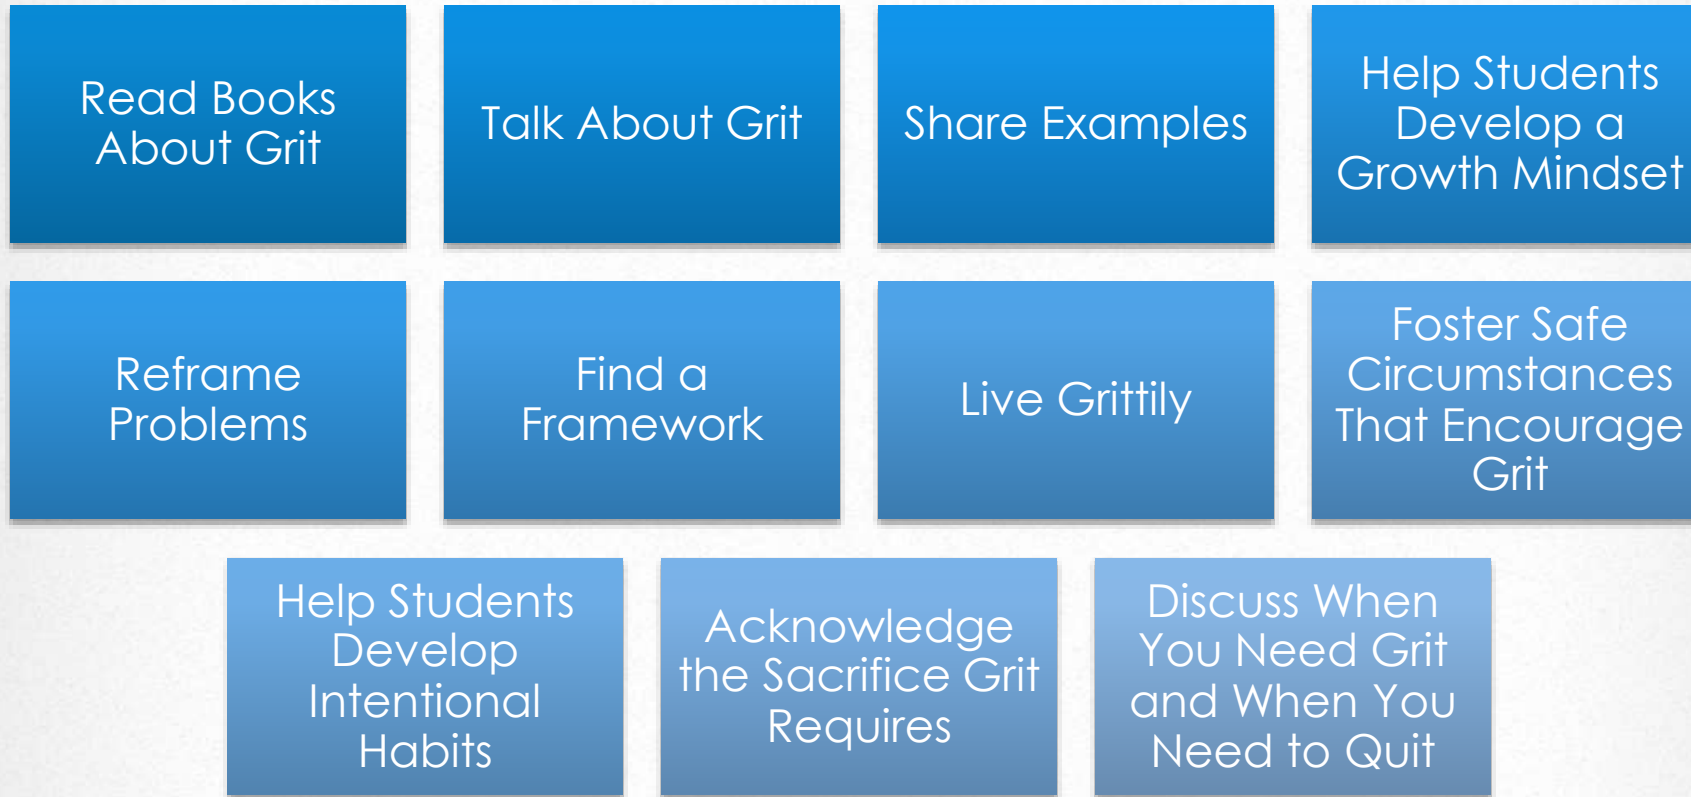 Read Books
About Grit
Talk About Grit
Share Examples
Help Students
Develop a
Growth Mindset
Reframe
Problems
Find a
Framework
Live Grittily
Foster Safe
Circumstances
That Encourage
Grit
Help Students
Develop
Intentional
Habits
Acknowledge
the Sacrifice Grit
Requires
Discuss When
You Need Grit
and When You
Need to Quit